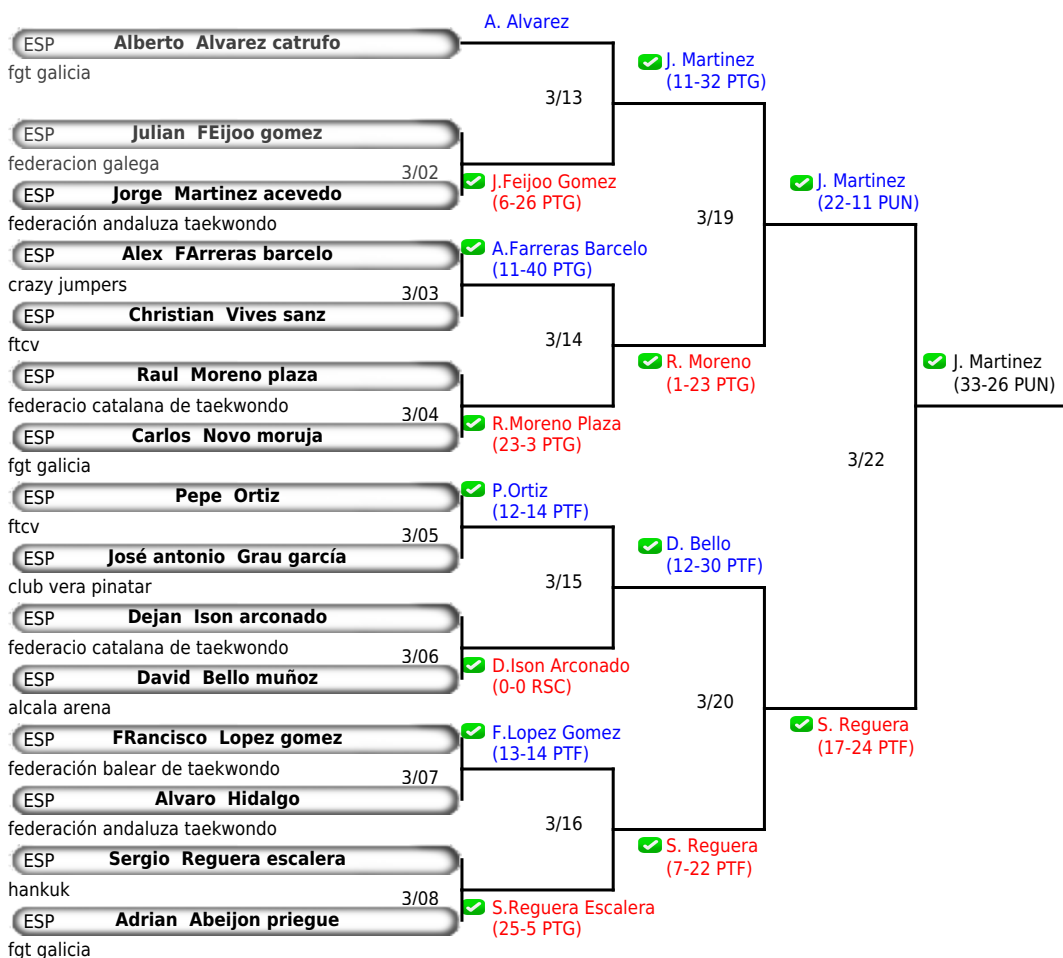 A. Alvarez
ESP Alberto Alvarez catrufo
fgt galicia
J. Martinez
(11-32 PTG)
3/13
ESP Julian FEijoo gomez
federacion galega
3/02
ESP Jorge Martinez acevedo
federación andaluza taekwondo
J.Feijoo Gomez
(6-26 PTG)
J. Martinez
(22-11 PUN)
3/19
ESP Alex FArreras barcelo
crazy jumpers
3/03
ESP Christian Vives sanz
ftcv
A.Farreras Barcelo
(11-40 PTG)
3/14
R. Moreno
(1-23 PTG)
ESP Raul Moreno plaza
federacio catalana de taekwondo
3/04
ESP Carlos Novo moruja
fgt galicia
R.Moreno Plaza
(23-3 PTG)
J. Martinez
(33-26 PUN)
3/22
ESP Pepe Ortiz
ftcv
3/05
ESP José antonio Grau garcía
club vera pinatar
P.Ortiz
(12-14 PTF)
D. Bello
(12-30 PTF)
3/15
ESP Dejan Ison arconado
federacio catalana de taekwondo
3/06
ESP David Bello muñoz
alcala arena
D.Ison Arconado
(0-0 RSC)
3/20
S. Reguera
(17-24 PTF)
ESP FRancisco Lopez gomez
federación balear de taekwondo
3/07
ESP Alvaro Hidalgo
federación andaluza taekwondo
F.Lopez Gomez
(13-14 PTF)
3/16
S. Reguera
(7-22 PTF)
ESP Sergio Reguera escalera
hankuk
3/08
ESP Adrian Abeijon priegue
fgt galicia
S.Reguera Escalera
(25-5 PTG)